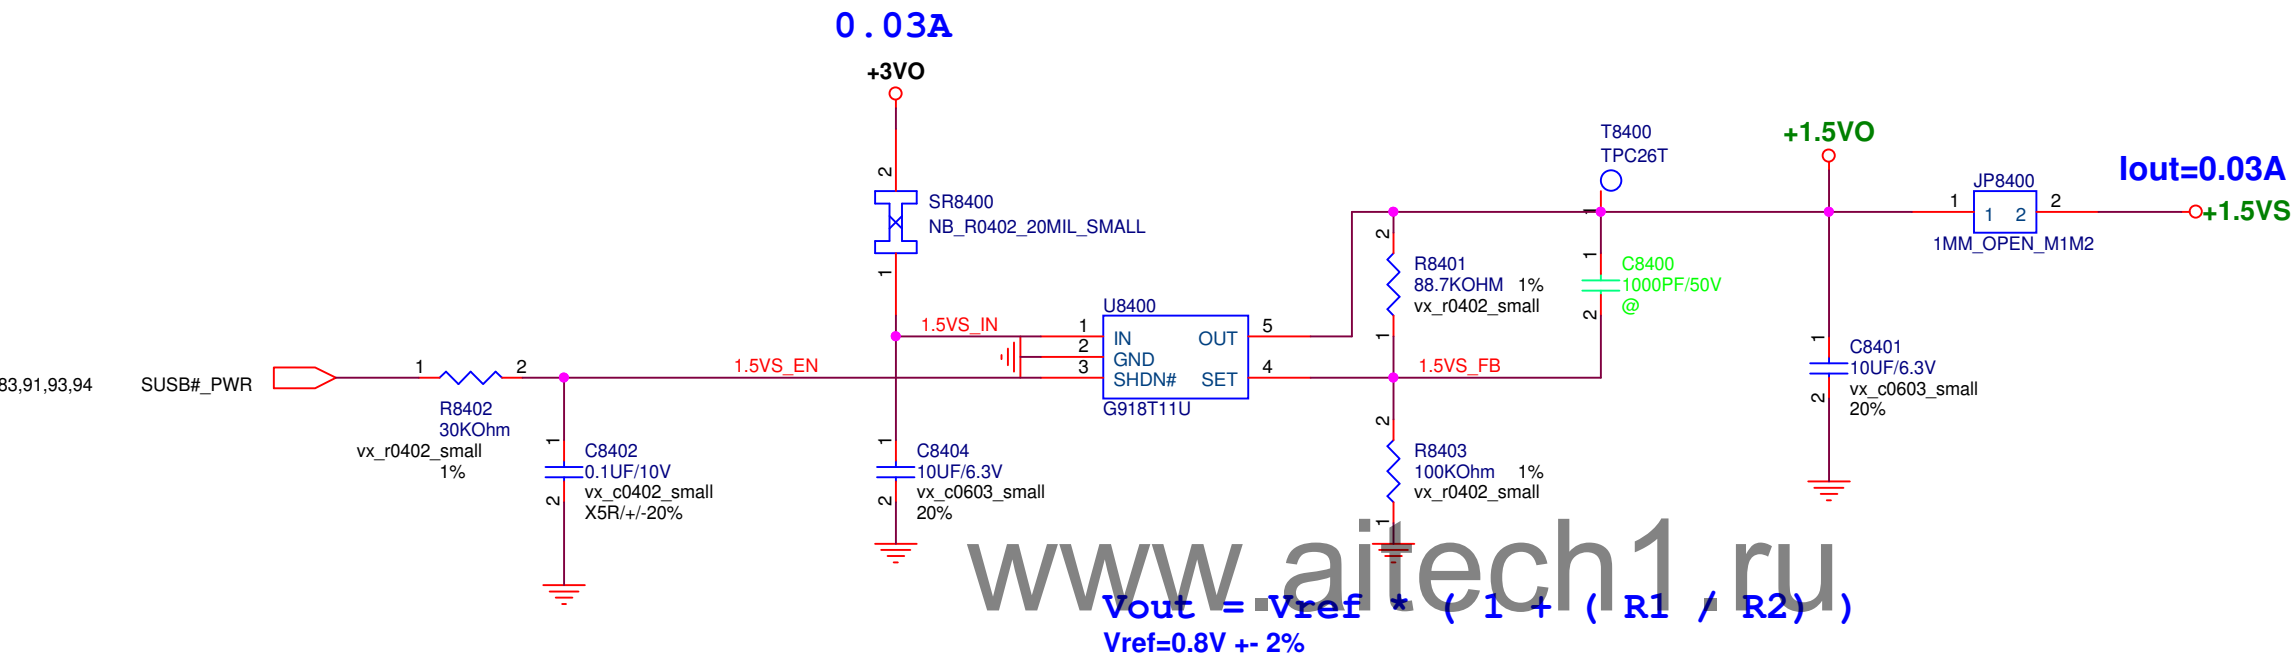 0.03A
+3VO
2
SR8400
NB_R0402_20MIL_SMALL
1
T8400
TPC26T
1
+1.5VO
Iout=0.03A
+1.5VS
JP8400
1
1 2
2
1MM_OPEN_M1M2
2
R8401
88.7KOHM 1%
vx_r0402_small
1
1
C8400
1000PF/50V
@
2
U8400
1.5VS_IN
1
IN
OUT
5
2
GND
1.5VS_EN
3
SHDN#
SET
4
1.5VS_FB
G918T11U
83,91,93,94
SUSB#_PWR
1
2
R8402
30KOhm
vx_r0402_small
1%
1
C8402
0.1UF/10V
2
vx_c0402_small
X5R/+/-20%
1
C8404
10UF/6.3V
2
vx_c0603_small
20%
2
R8403
100KOhm 1%
vx_r0402_small
1
1
C8401
10UF/6.3V
2
vx_c0603_small
20%
www.aitech1.ru
Vout = Vref * ( 1 + ( R1 / R2) )
Vref=0.8V +- 2%